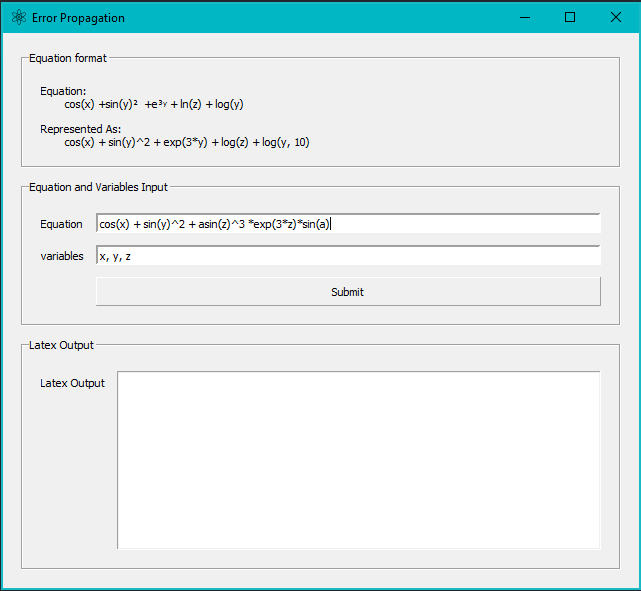 Error Propagation
Equation format
Equation:
cos(x) +sin(y)² +e³ʸ + ln(z) + log(y)
Represented As:
cos(x) + sin(y)^2 + exp(3*y) + log(z) + log(y, 10)
Equation and Variables Input
Equation cos(x) + sin(y)^2 + asin(z)^3 *exp(3*z)*sin(a)
variables x, y, z
Submit
Latex Output
Latex Output